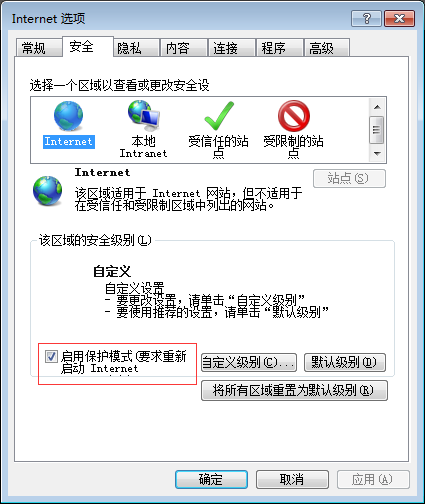 Internet 选项
常规 安全 隐私 内容 连接 程序 高级
选择一个区域以查看或更改安全设
Internet
本地
Intranet
受信任的站
点
受限制的站
点
Internet
该区域适用于 Internet 网站，但不适用于
在受信任和受限制区域中列出的网站。
站点(S)
该区域的安全级别(L)
自定义
自定义设置
- 要更改设置，请单击“自定义级别”
- 要使用推荐的设置，请单击“默认级别”
启用保护模式(要求重新
启动 Internet
自定义级别(C)...
默认级别(D)
将所有区域重置为默认级别(R)
确定
取消
应用(A)